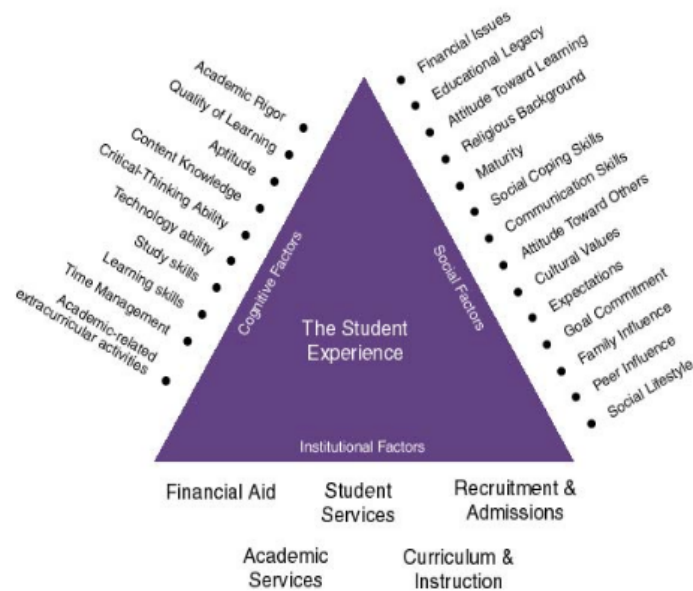 Academic Rigor
Quality of Learning
Aptitude
Content Knowledge
Critical-Thinking Ability
Technology ability
Study skills
Learning skills
Time Management
Academic-related
extracurricular activities
Financial Issues
Educational Legacy
Attitude Toward Learning
Religious Background
Maturity
Social Coping Skills
Communication Skills
Attitude Toward Others
Cultural Values
Expectations
Goal Commitment
Family Influence
Peer Influence
Social Lifestyle
Cognitive Factors
Social Factors
The Student
Experience
Institutional Factors
Financial Aid
Student
Services
Recruitment &
Admissions
Academic
Services
Curriculum &
Instruction